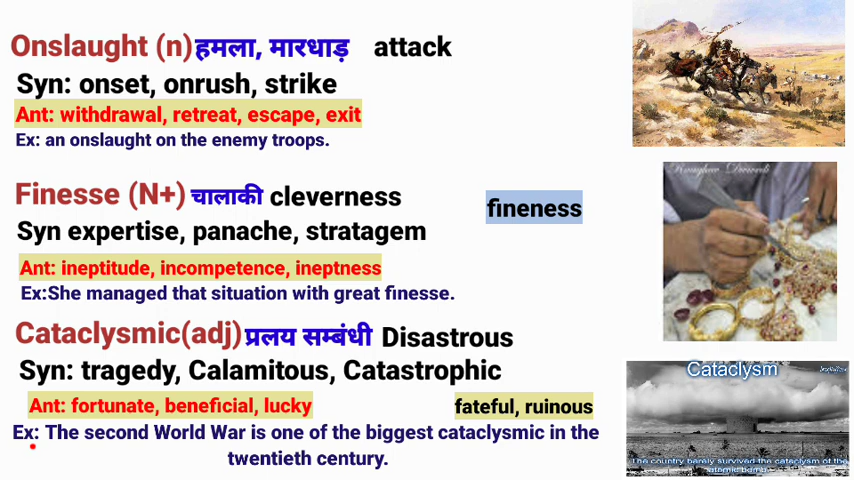 Onslaught (n) हमला, मारधाड़ attack
Syn: onset, onrush, strike
Ant: withdrawal, retreat, escape, exit
Ex: an onslaught on the enemy troops.
Finesse (N+) चालाकी cleverness
fineness
Syn expertise, panache, stratagem
Ant: ineptitude, incompetence, ineptness
Ex:She managed that situation with great finesse.
Cataclysmic(adj) प्रलय सम्बंधी Disastrous
Syn: tragedy, Calamitous, Catastrophic
Ant: fortunate, beneficial, lucky
fateful, ruinous
Ex: The second World War is one of the biggest cataclysmic in the
twentieth century.
Cataclysm
The country barely survived the cataclysm of the
atomic bomb